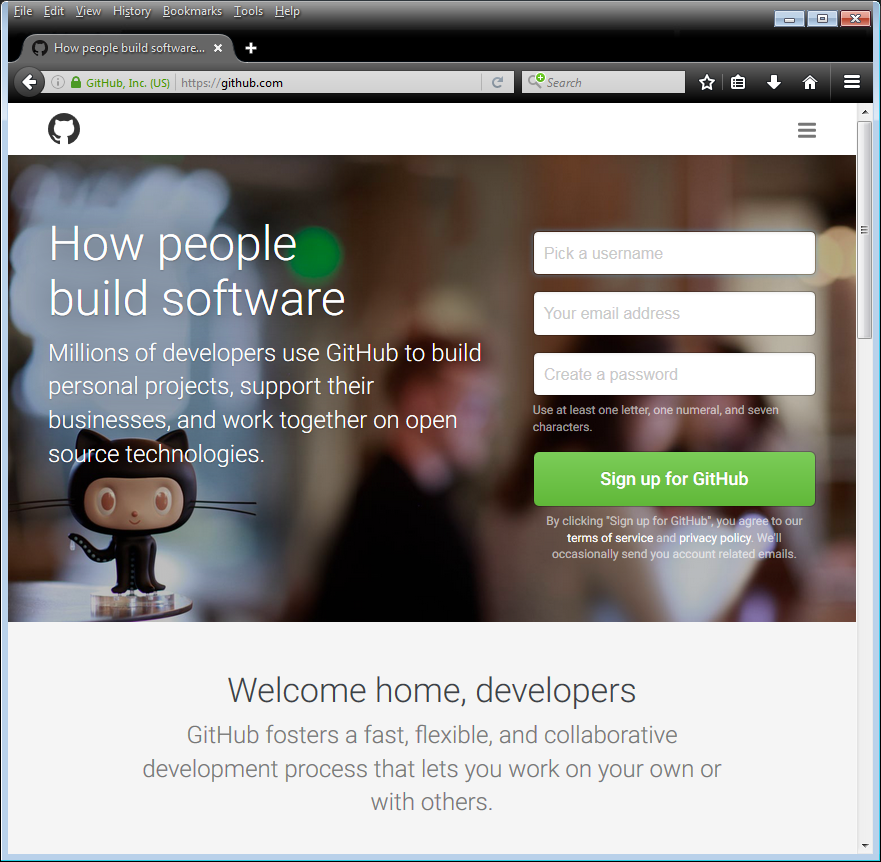 File Edit View History Bookmarks Tools Help
How people build software...
GitHub, Inc. (US) https://github.com
Search
How people
build software
Millions of developers use GitHub to build
personal projects, support their
businesses, and work together on open
source technologies.
Pick a username
Your email address
Create a password
Use at least one letter, one numeral, and seven
characters.
Sign up for GitHub
By clicking "Sign up for GitHub", you agree to our
terms of service and privacy policy. We'll
occasionally send you account related emails.
Welcome home, developers
GitHub fosters a fast, flexible, and collaborative
development process that lets you work on your own or
with others.